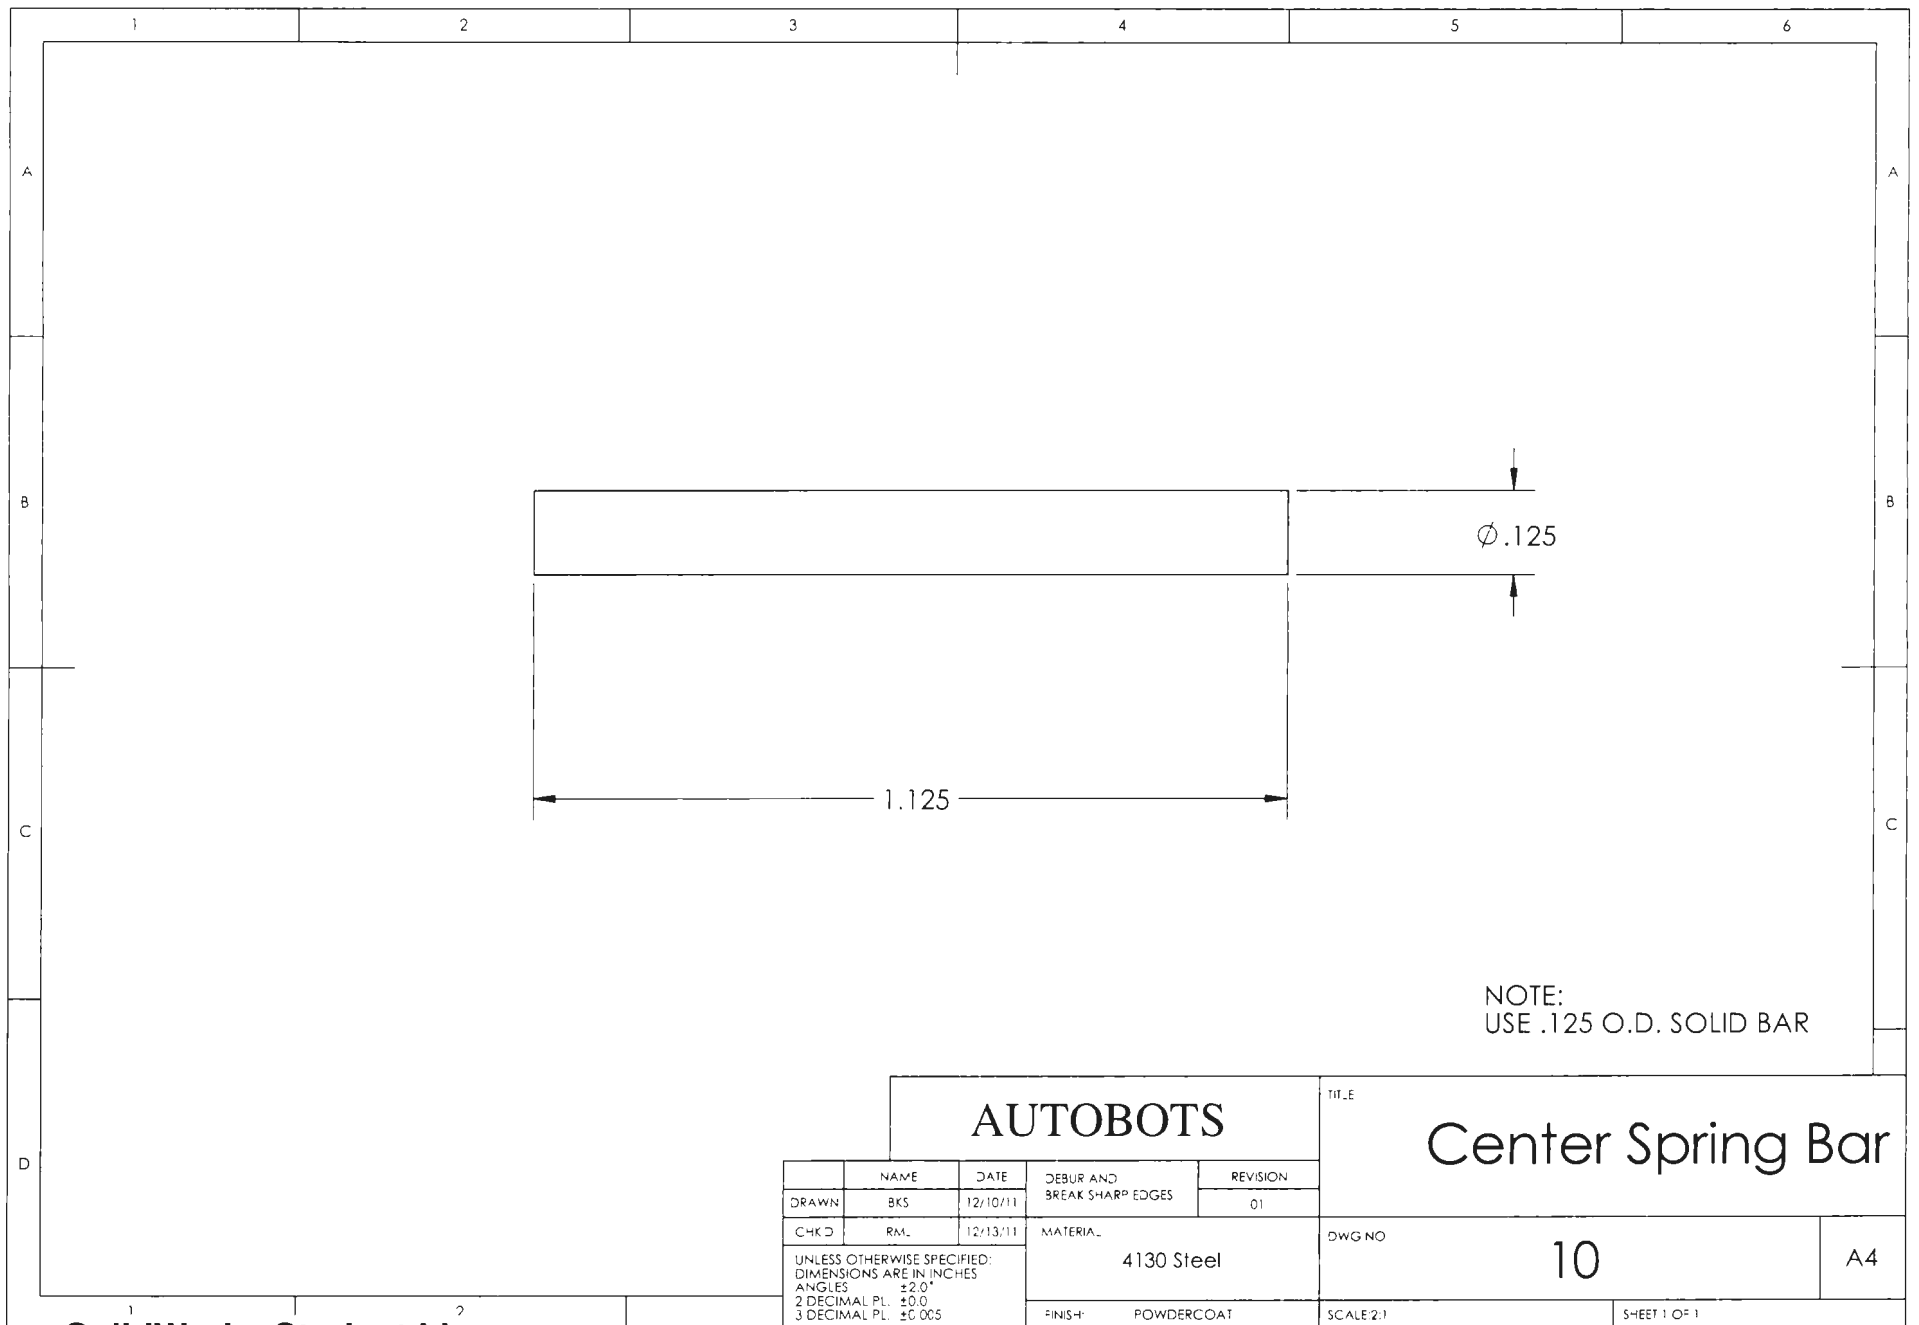 1 2 3 4 5 6
A A
B B
Ø.125
1.125
C C
NOTE:
USE .125 O.D. SOLID BAR
D
AUTOBOTS
TITLE
Center Spring Bar
NAME DATE
DRAWN BKS 12/10/11
CHK'D 12/13/11
DEBUR AND
BREAK SHARP EDGES
REVISION
01
MATERIAL
4130 Steel
DWG NO
10
A4
UNLESS OTHERWISE SPECIFIED:
DIMENSIONS ARE IN INCHES
ANGLES ±2.0°
2 DECIMAL PL. ±0.0
3 DECIMAL PL. ±0.005
FINISH: POWDERCOAT
SCALE:2:1
SHEET 1 OF 1
1 2